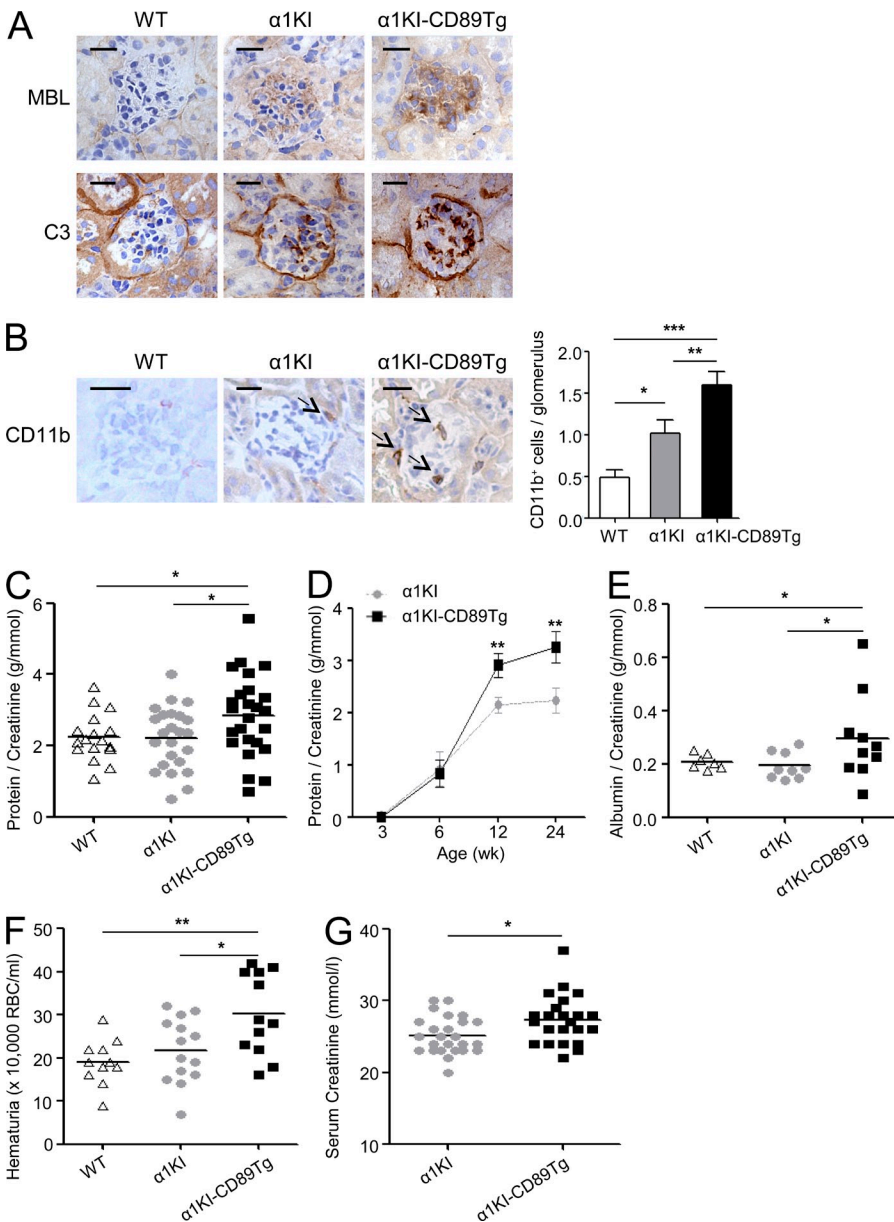 A
WT α1KI α1KI-CD89Tg
MBL
C3
B
WT α1KI α1KI-CD89Tg
CD11b
CD11b⁺ cells / glomerulus
2.0
1.5
1.0
0.5
0.0
***
**
*
WT α1KI α1KI-CD89Tg
C
Protein / Creatinine (g/mmol)
6
4
2
0
*
*
WT α1KI α1KI-CD89Tg
D
α1KI
α1KI-CD89Tg
Protein / Creatinine (g/mmol)
4
3
2
1
0
** **
3 6 12 24
Age (wk)
E
Albumin / Creatinine (g/mmol)
0.8
0.6
0.4
0.2
0.0
*
*
WT α1KI α1KI-CD89Tg
F
Hematuria (x 10,000 RBC/ml)
50
40
30
20
10
0
**
*
WT α1KI α1KI-CD89Tg
G
Serum Creatinine (mmol/l)
40
30
20
10
*
α1KI α1KI-CD89Tg